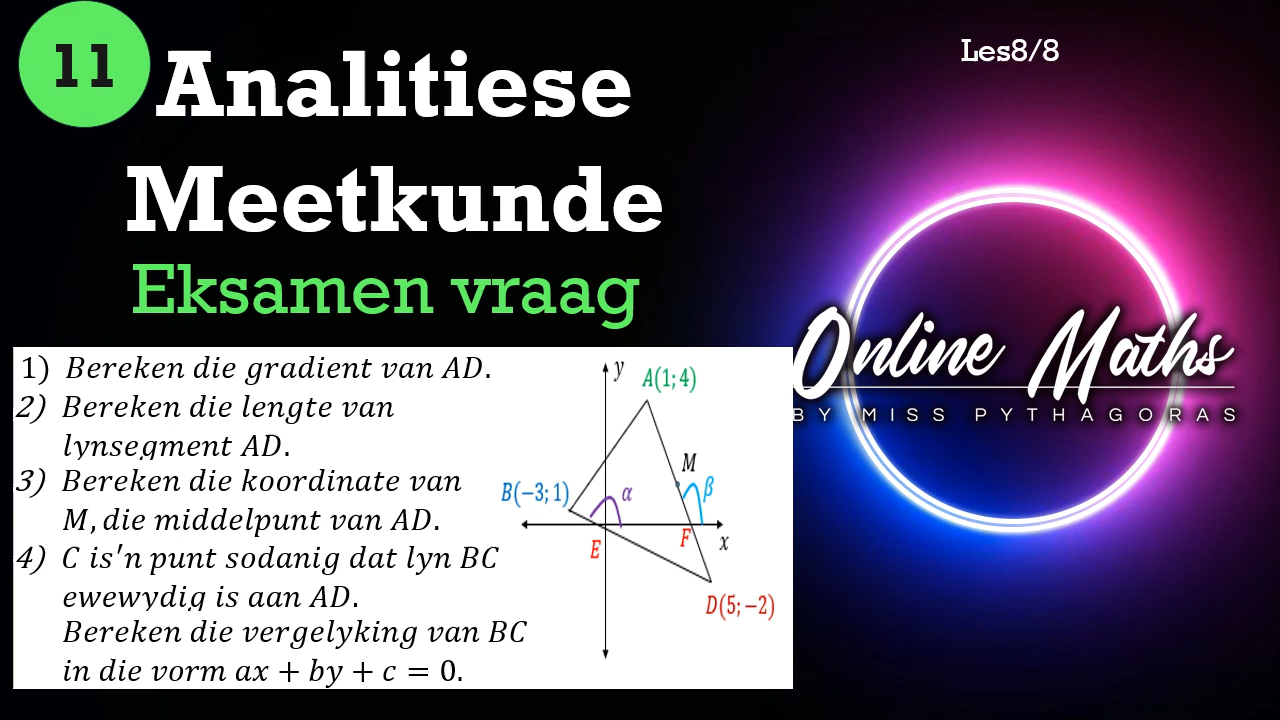 11
Analitiese
Meetkunde
Eksamen vraag
Les8/8
1) Bereken die gradient van AD.
2) Bereken die lengte van
lynsegment AD.
3) Bereken die koordinate van
M, die middelpunt van AD.
4) C is'n punt sodanig dat lyn BC
ewewydig is aan AD.
Bereken die vergelyking van BC
in die vorm ax + by + c = 0.
y
A(1; 4)
M
B(−3; 1)
α
β
E
F
x
D(5; −2)
Online Maths
BY MISS PYTHAGORAS